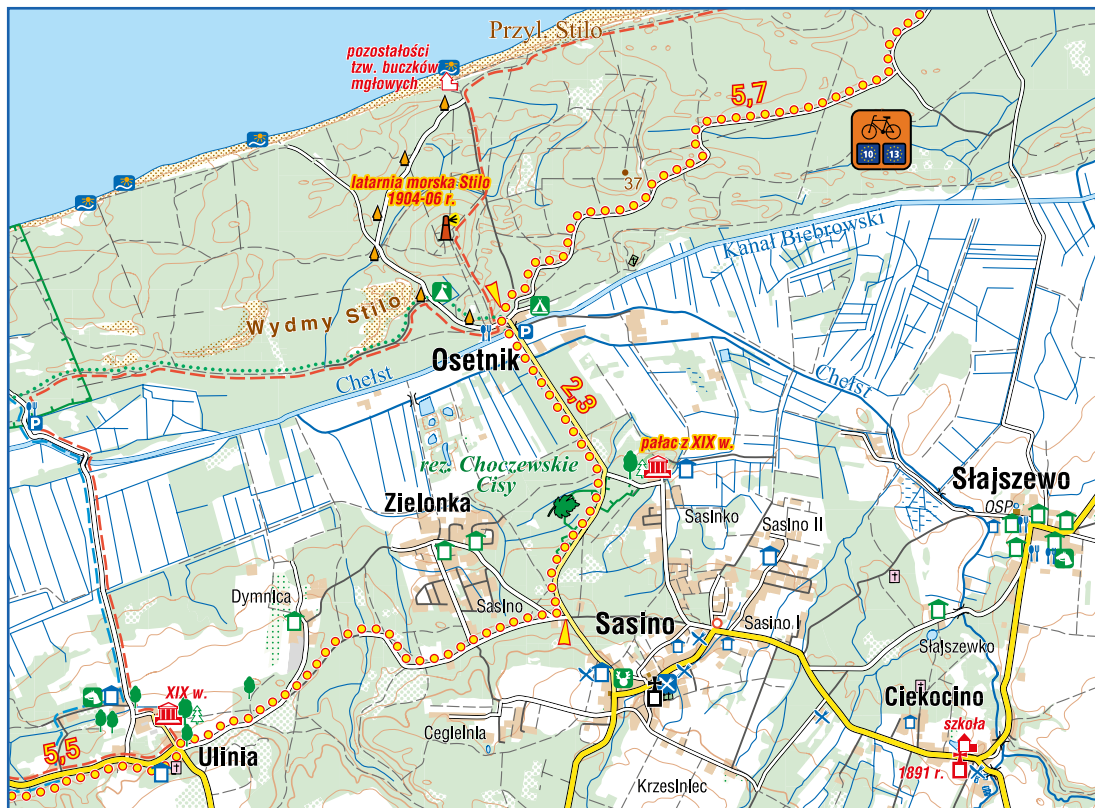 Przyl. Stilo
pozostałości
tzw. buczków
mgłowych
5,7
10
13
latarnia morska Stilo
1904-06 r.
37
Kanał Biebrowski
Wydmy Stilo
P
Osetnik
Chełst
2,3
Chełst
P
pałac z XIX w.
rez. Choczewskie
Cisy
Słajszewo
OSP
Zielonka
Sasinko
Sasino II
Dymnica
Sasino
Sasino
Sasino I
Słajszewko
XIX w.
Ciekocino
szkoła
Cegielnia
5,5
Ulinia
1891 r.
Krzesiniec